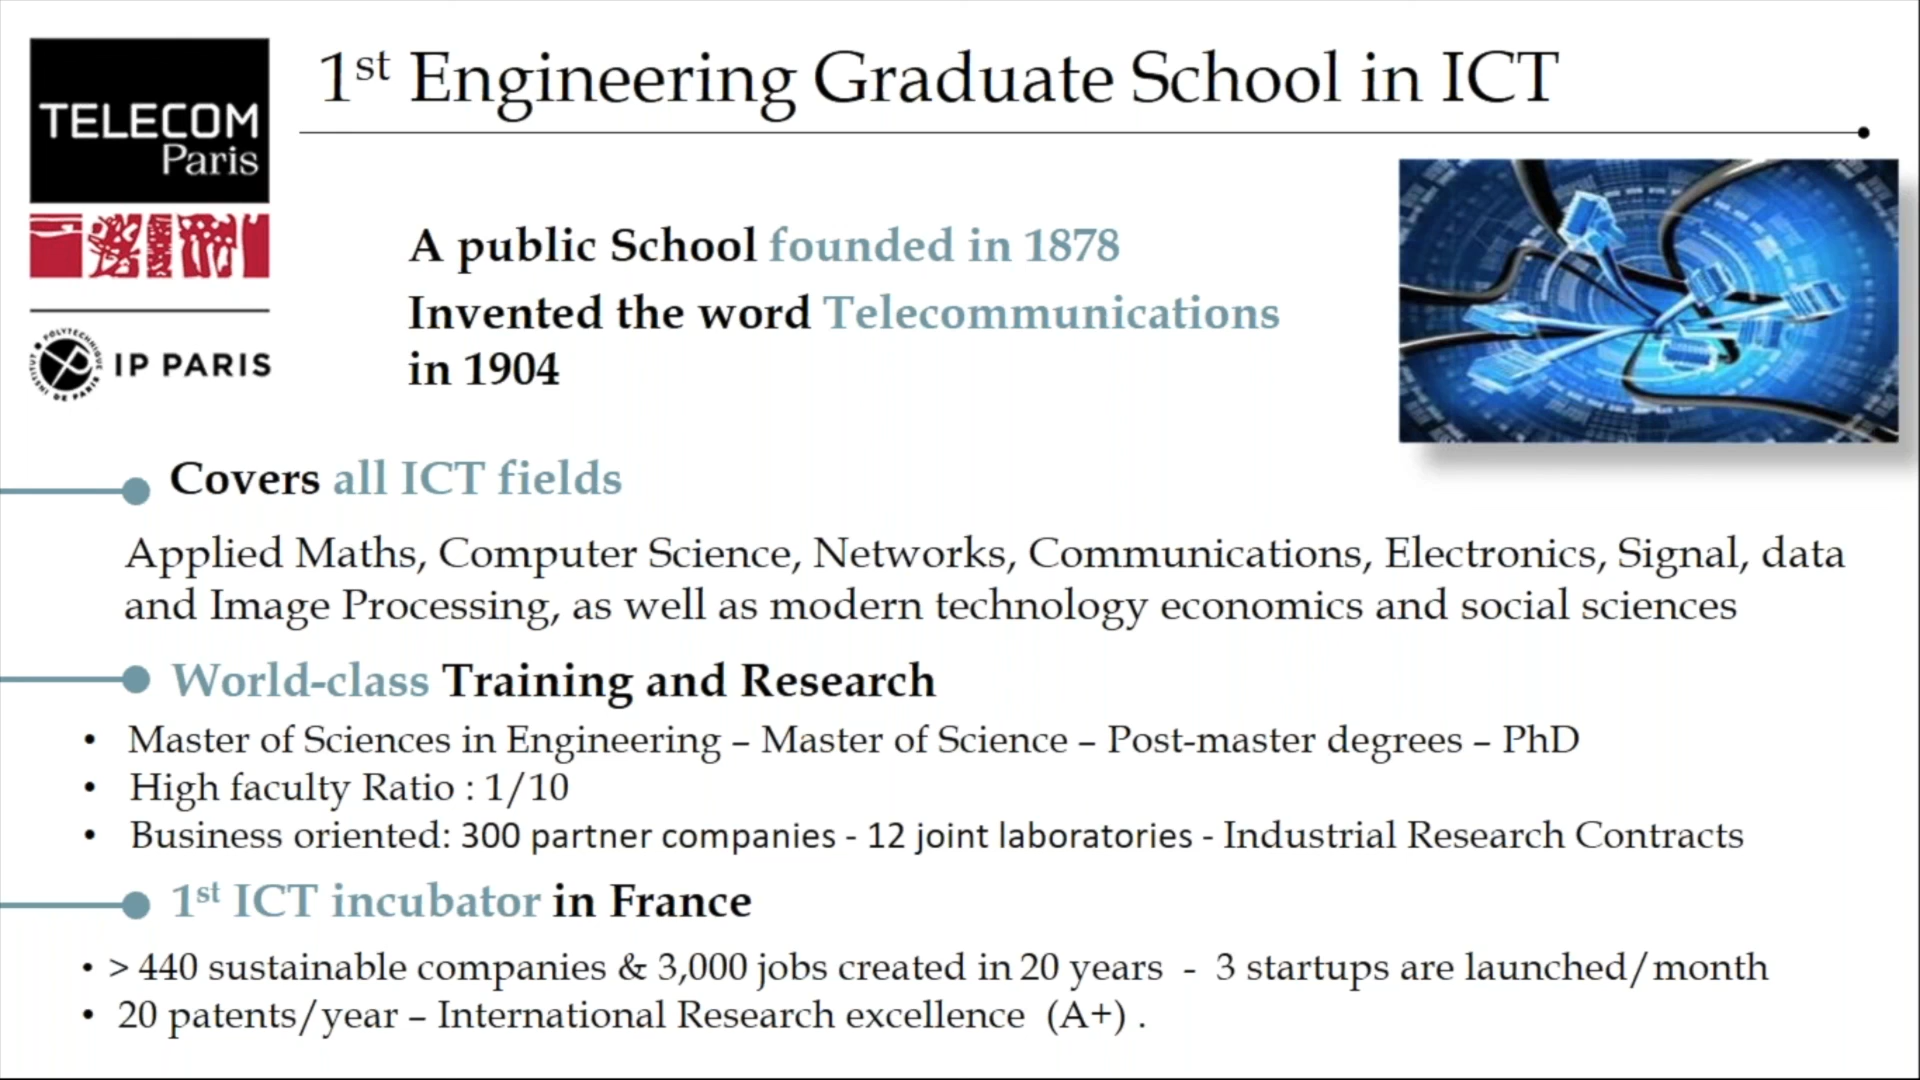 TELECOM
Paris
IP PARIS
INSTITUT POLYTECHNIQUE DE PARIS
1st Engineering Graduate School in ICT
A public School founded in 1878
Invented the word Telecommunications
in 1904
Covers all ICT fields
Applied Maths, Computer Science, Networks, Communications, Electronics, Signal, data
and Image Processing, as well as modern technology economics and social sciences
World-class Training and Research
• Master of Sciences in Engineering – Master of Science – Post-master degrees – PhD
• High faculty Ratio : 1/10
• Business oriented: 300 partner companies - 12 joint laboratories - Industrial Research Contracts
1st ICT incubator in France
• > 440 sustainable companies & 3,000 jobs created in 20 years - 3 startups are launched/month
• 20 patents/year – International Research excellence (A+) .